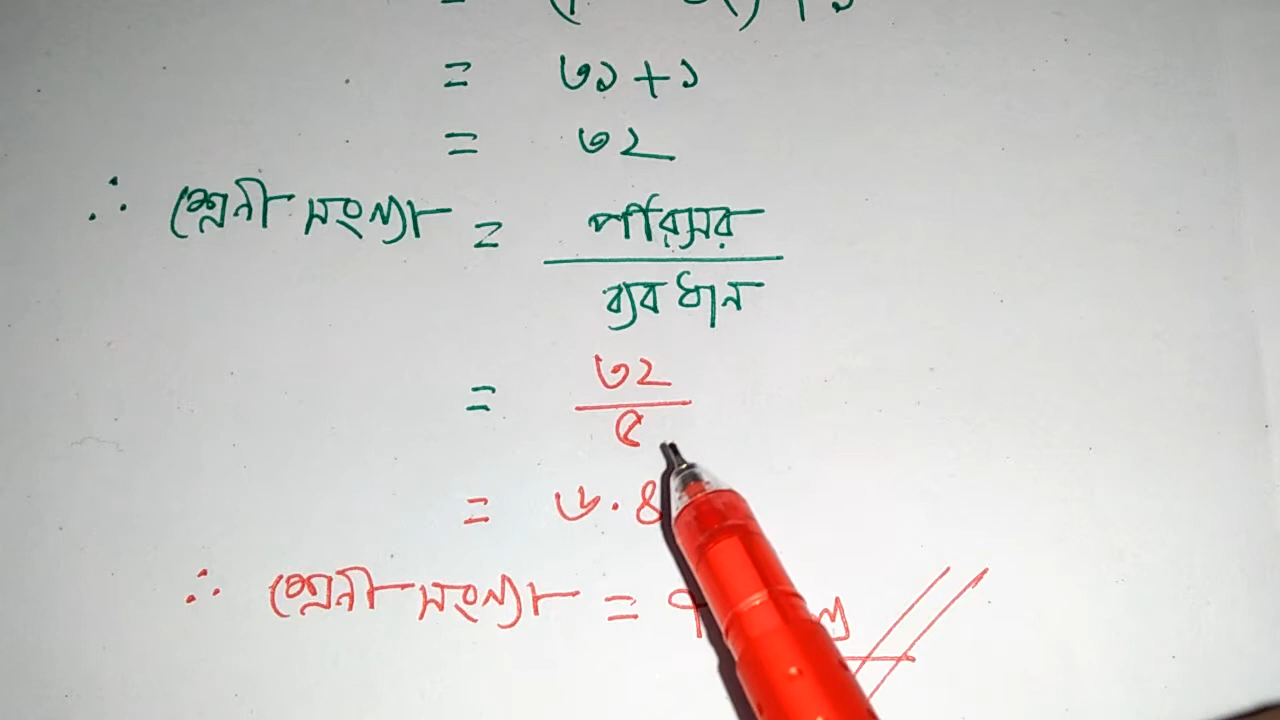 = ৩১ + ১
= ৩২
∴ শ্রেনী সংখ্যা = পরিসর / ব্যবধান
= ৩২ / ৫
= ৬.৪
∴ শ্রেনী সংখ্যা = ৭